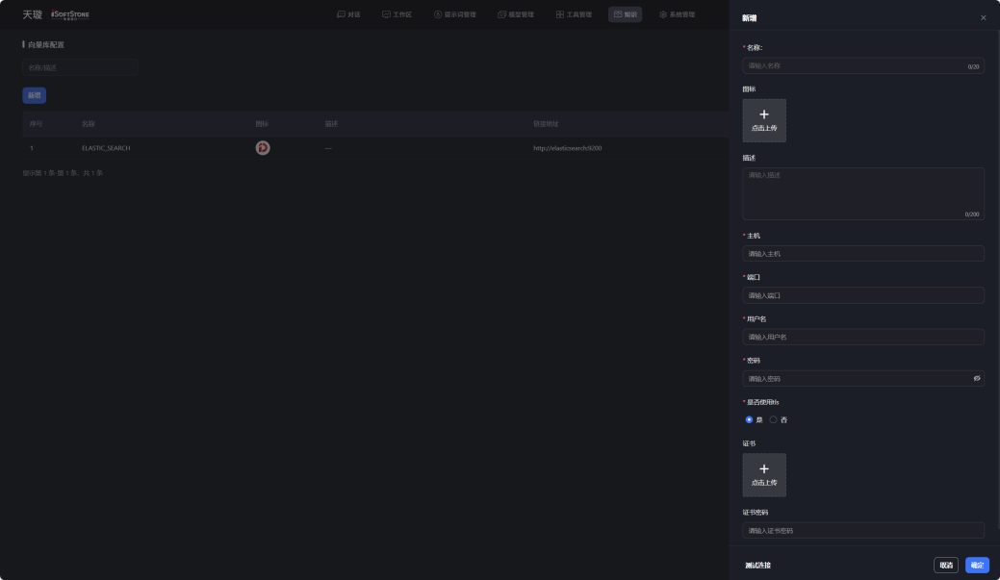 天璇 iSOFTSTONE 对话 工作区 提示词管理 模型管理 工具管理 知识 系统管理
向量库配置
名称/描述
新增
序号 名称 图标 描述 链接地址
1 ELASTIC_SEARCH — http://elasticsearch:9200
显示第 1 条-第 1 条，共 1 条
新增
* 名称:
请输入名称 0/20
图标
点击上传
描述
请输入描述
0/200
* 主机
请输入主机
* 端口
请输入端口
* 用户名
请输入用户名
* 密码
请输入密码
* 是否使用tls
是 否
证书
点击上传
证书密码
请输入证书密码
测试连接 取消 确定